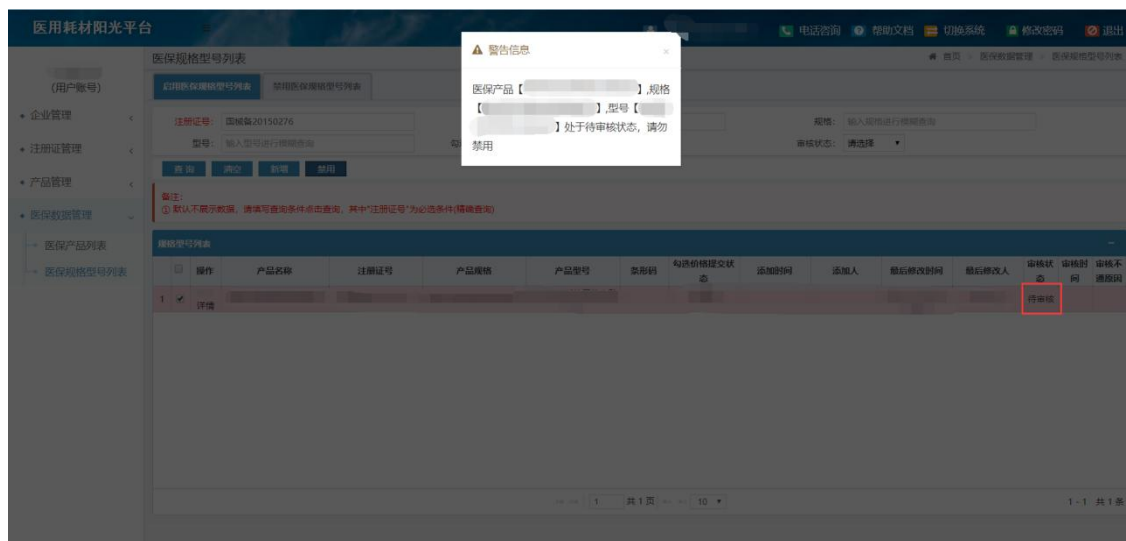 医用耗材阳光平台
电话咨询 帮助文档 切换系统 修改密码 退出
(用户账号)
企业管理
注册证管理
产品管理
医保数据管理
医保产品列表
医保规格型号列表
医保规格型号列表
首页 > 医保数据管理 > 医保规格型号列表
启用医保规格型号列表 禁用医保规格型号列表
注册证号: 国械备20150276
规格: 输入规格进行模糊查询
型号: 输入型号进行模糊查询
审核状态: 请选择
查询 清空 新增 禁用
备注:
① 默认不展示数据，请填写查询条件点击查询，其中"注册证号"为必选条件(精确查询)
警告信息 ×
医保产品【 】,规格
【 】,型号【
】处于待审核状态，请勿
禁用
规格型号列表
操作 产品名称 注册证号 产品规格 产品型号 条形码 勾选价格提交状态 添加时间 添加人 最后修改时间 最后修改人 审核状态 审核时间 审核不通原因
1 详情 待审核
1 共 1 页 10
1 - 1 共 1 条